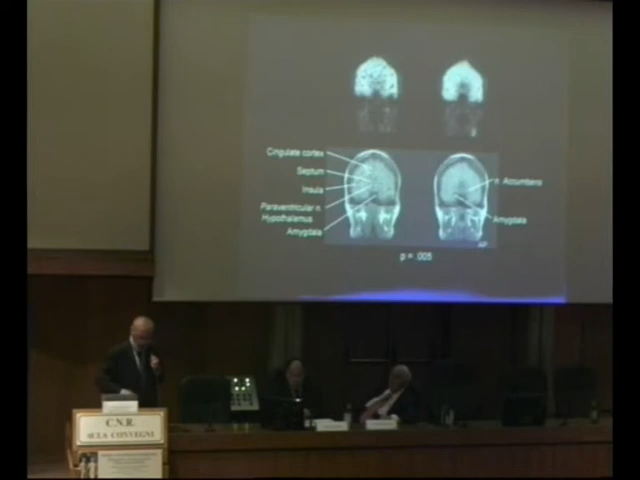 Cingulate cortex
Septum
Insula
Paraventricular n.
Hypothalamus
Amygdala
n. Accumbens
Amygdala
p = .005
C.N.R.
AULA CONVEGNI